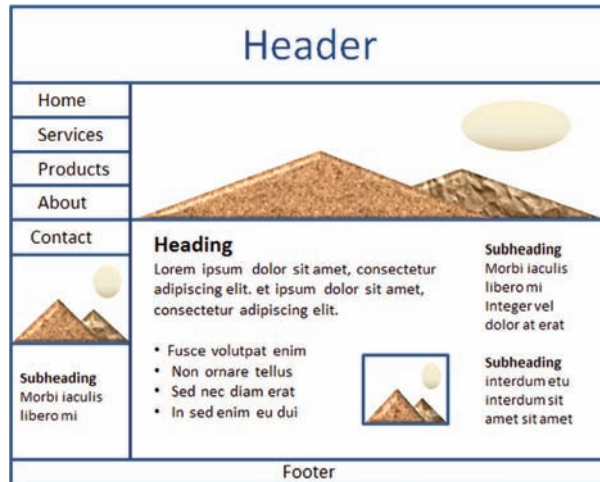 Header
Home
Services
Products
About
Contact
Subheading
Morbi iaculis
libero mi
Heading
Lorem ipsum dolor sit amet, consectetur
adipiscing elit. et ipsum dolor sit amet,
consectetur adipiscing elit.
• Fusce volutpat enim
• Non ornare tellus
• Sed nec diam erat
• In sed enim eu dui
Subheading
Morbi iaculis
libero mi
Integer vel
dolor at erat
Subheading
interdum etu
interdum sit
amet sit amet
Footer